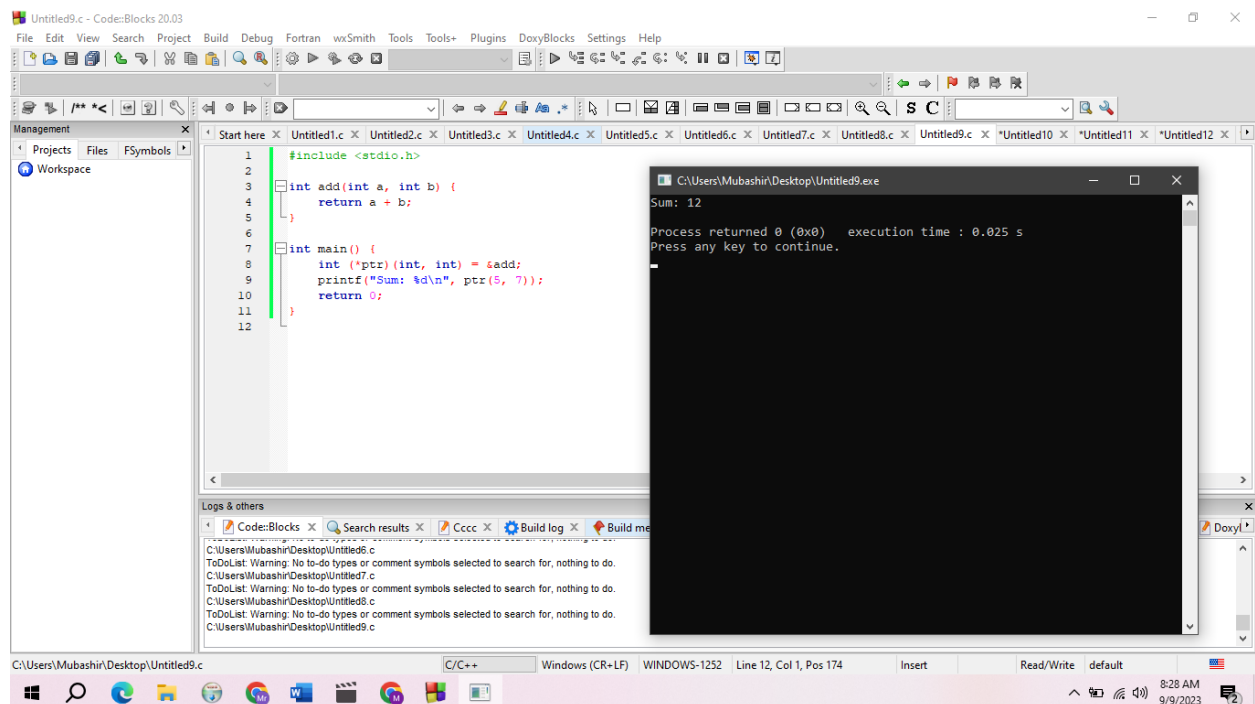 Untitled9.c - Code::Blocks 20.03
File Edit View Search Project Build Debug Fortran wxSmith Tools Tools+ Plugins DoxyBlocks Settings Help
/** *<
.*
S C
Management
Projects Files FSymbols
Workspace
Start here Untitled1.c Untitled2.c Untitled3.c Untitled4.c Untitled5.c Untitled6.c Untitled7.c Untitled8.c Untitled9.c *Untitled10 *Untitled11 *Untitled12
1 #include <stdio.h>
2
3 int add(int a, int b) {
4 return a + b;
5 }
6
7 int main() {
8 int (*ptr)(int, int) = &add;
9 printf("Sum: %d\n", ptr(5, 7));
10 return 0;
11 }
12
C:\Users\Mubashir\Desktop\Untitled9.exe
Sum: 12
Process returned 0 (0x0) execution time : 0.025 s
Press any key to continue.
Logs & others
Code::Blocks Search results Cccc Build log Build me Doxyl
C:\Users\Mubashir\Desktop\Untitled6.c
ToDoList: Warning: No to-do types or comment symbols selected to search for, nothing to do.
C:\Users\Mubashir\Desktop\Untitled7.c
ToDoList: Warning: No to-do types or comment symbols selected to search for, nothing to do.
C:\Users\Mubashir\Desktop\Untitled8.c
ToDoList: Warning: No to-do types or comment symbols selected to search for, nothing to do.
C:\Users\Mubashir\Desktop\Untitled9.c
C:\Users\Mubashir\Desktop\Untitled9.c C/C++ Windows (CR+LF) WINDOWS-1252 Line 12, Col 1, Pos 174 Insert Read/Write default
8:28 AM
9/9/2023
2